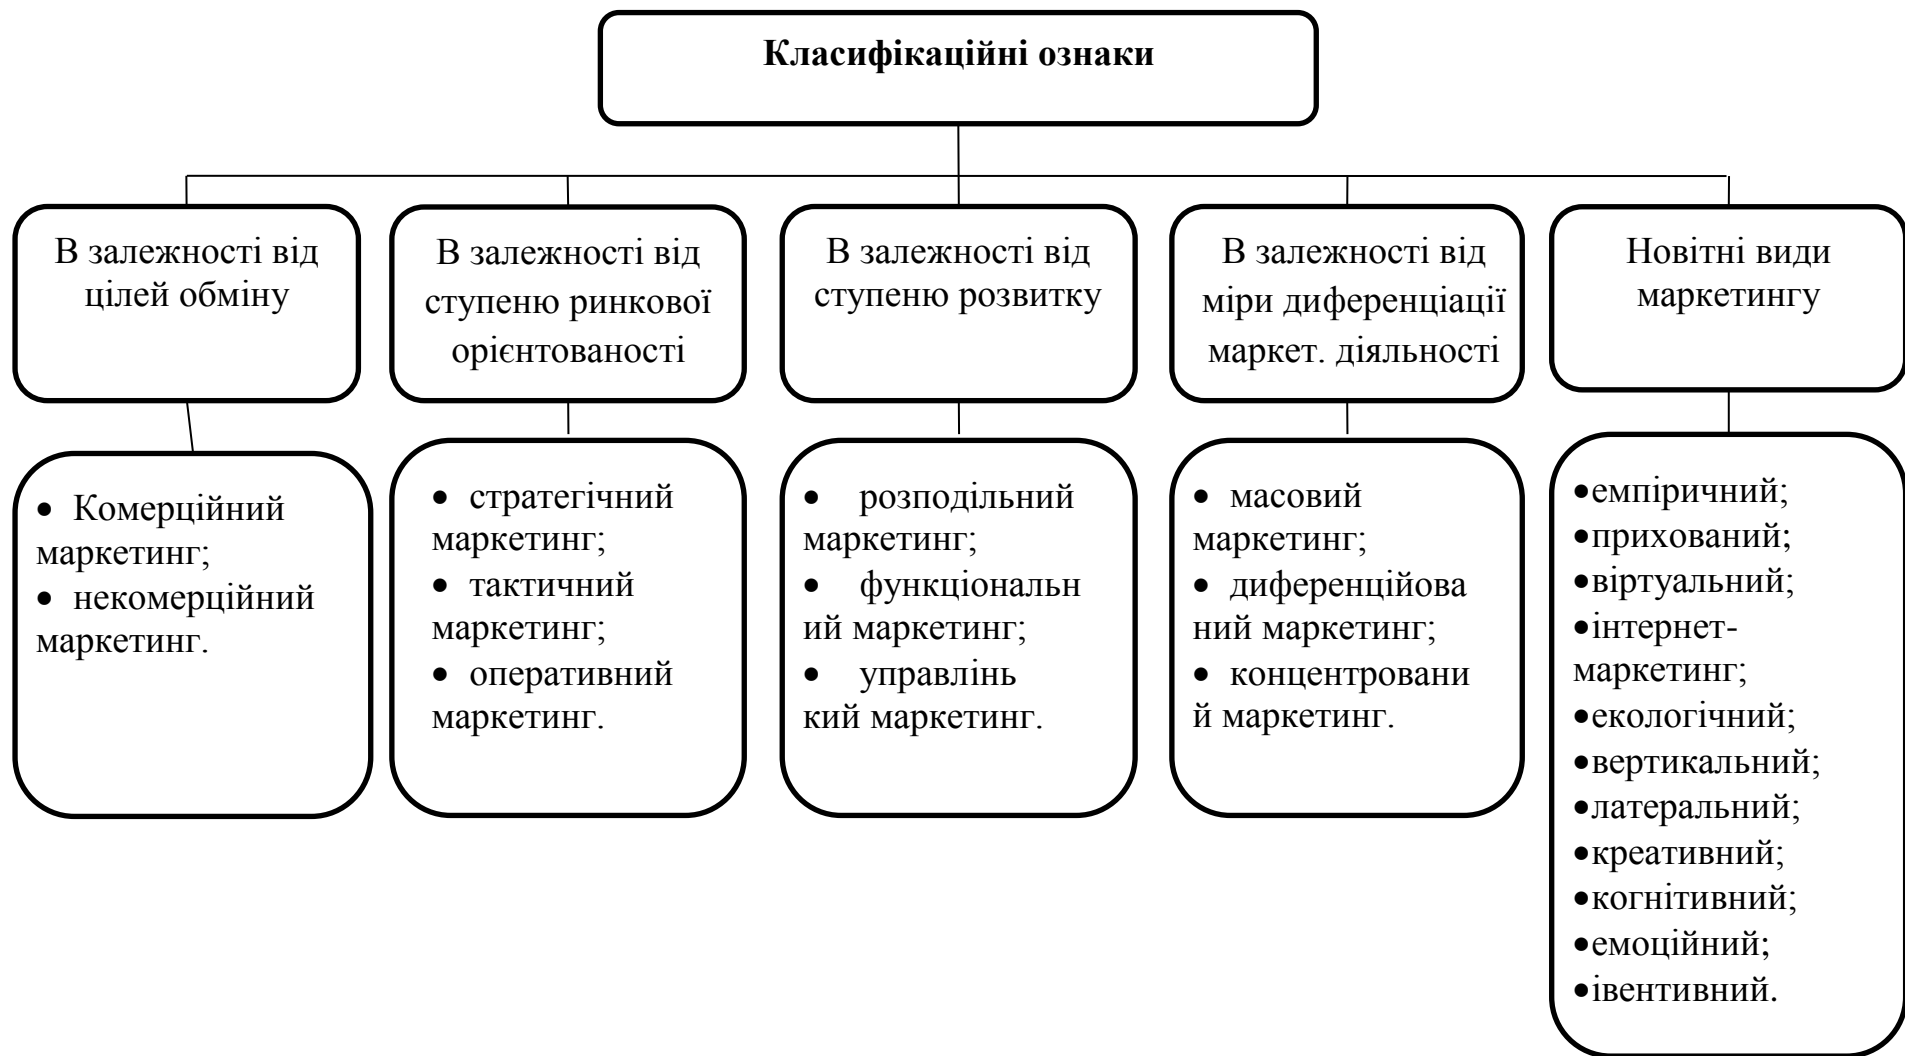 Класифікаційні ознаки
В залежності від
цілей обміну
В залежності від
ступеню ринкової
орієнтованості
В залежності від
ступеню розвитку
В залежності від
міри диференціації
маркет. діяльності
Новітні види
маркетингу
• Комерційний
маркетинг;
• некомерційний
маркетинг.
• стратегічний
маркетинг;
• тактичний
маркетинг;
• оперативний
маркетинг.
• розподільний
маркетинг;
• функціональн
ий маркетинг;
• управлінь
кий маркетинг.
• масовий
маркетинг;
• диференційова
ний маркетинг;
• концентровани
й маркетинг.
•емпіричний;
•прихований;
•віртуальний;
•інтернет-
маркетинг;
•екологічний;
•вертикальний;
•латеральний;
•креативний;
•когнітивний;
•емоційний;
•івентивний.